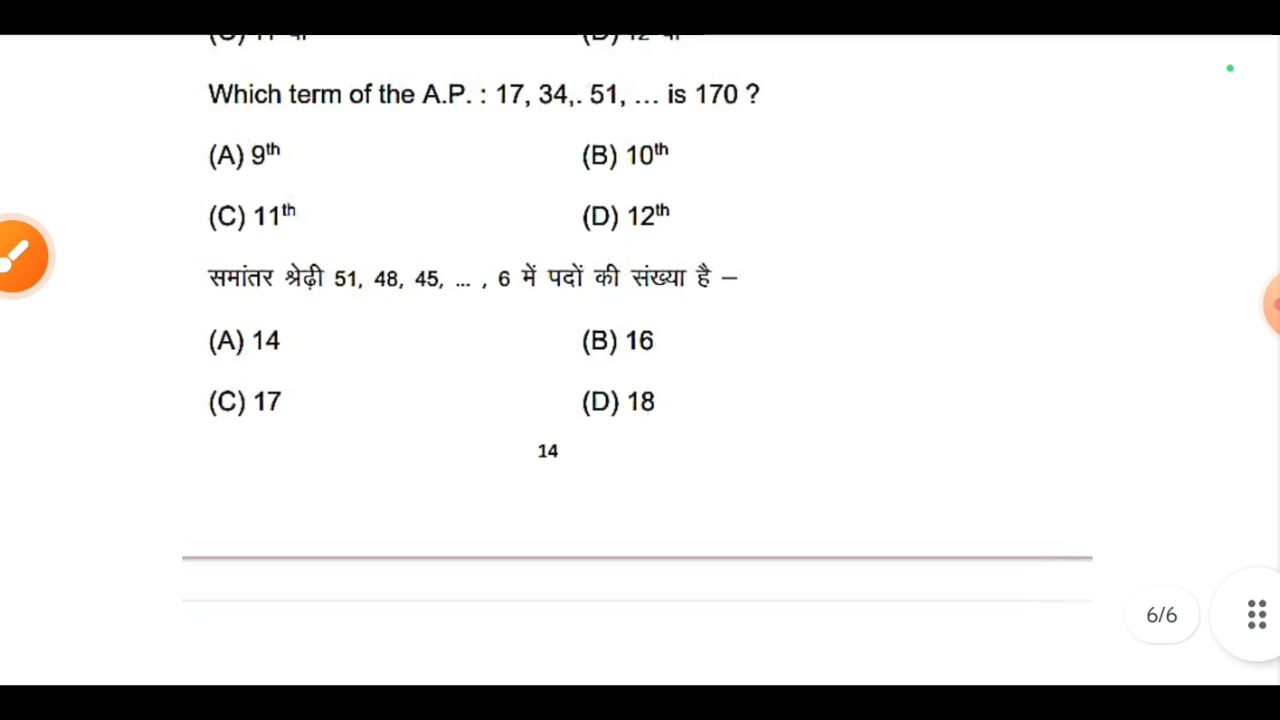 Which term of the A.P. : 17, 34,. 51, ... is 170 ?
(A) 9th (B) 10th
(C) 11th (D) 12th
समांतर श्रेढ़ी 51, 48, 45, ... , 6 में पदों की संख्या है –
(A) 14 (B) 16
(C) 17 (D) 18
14
6/6